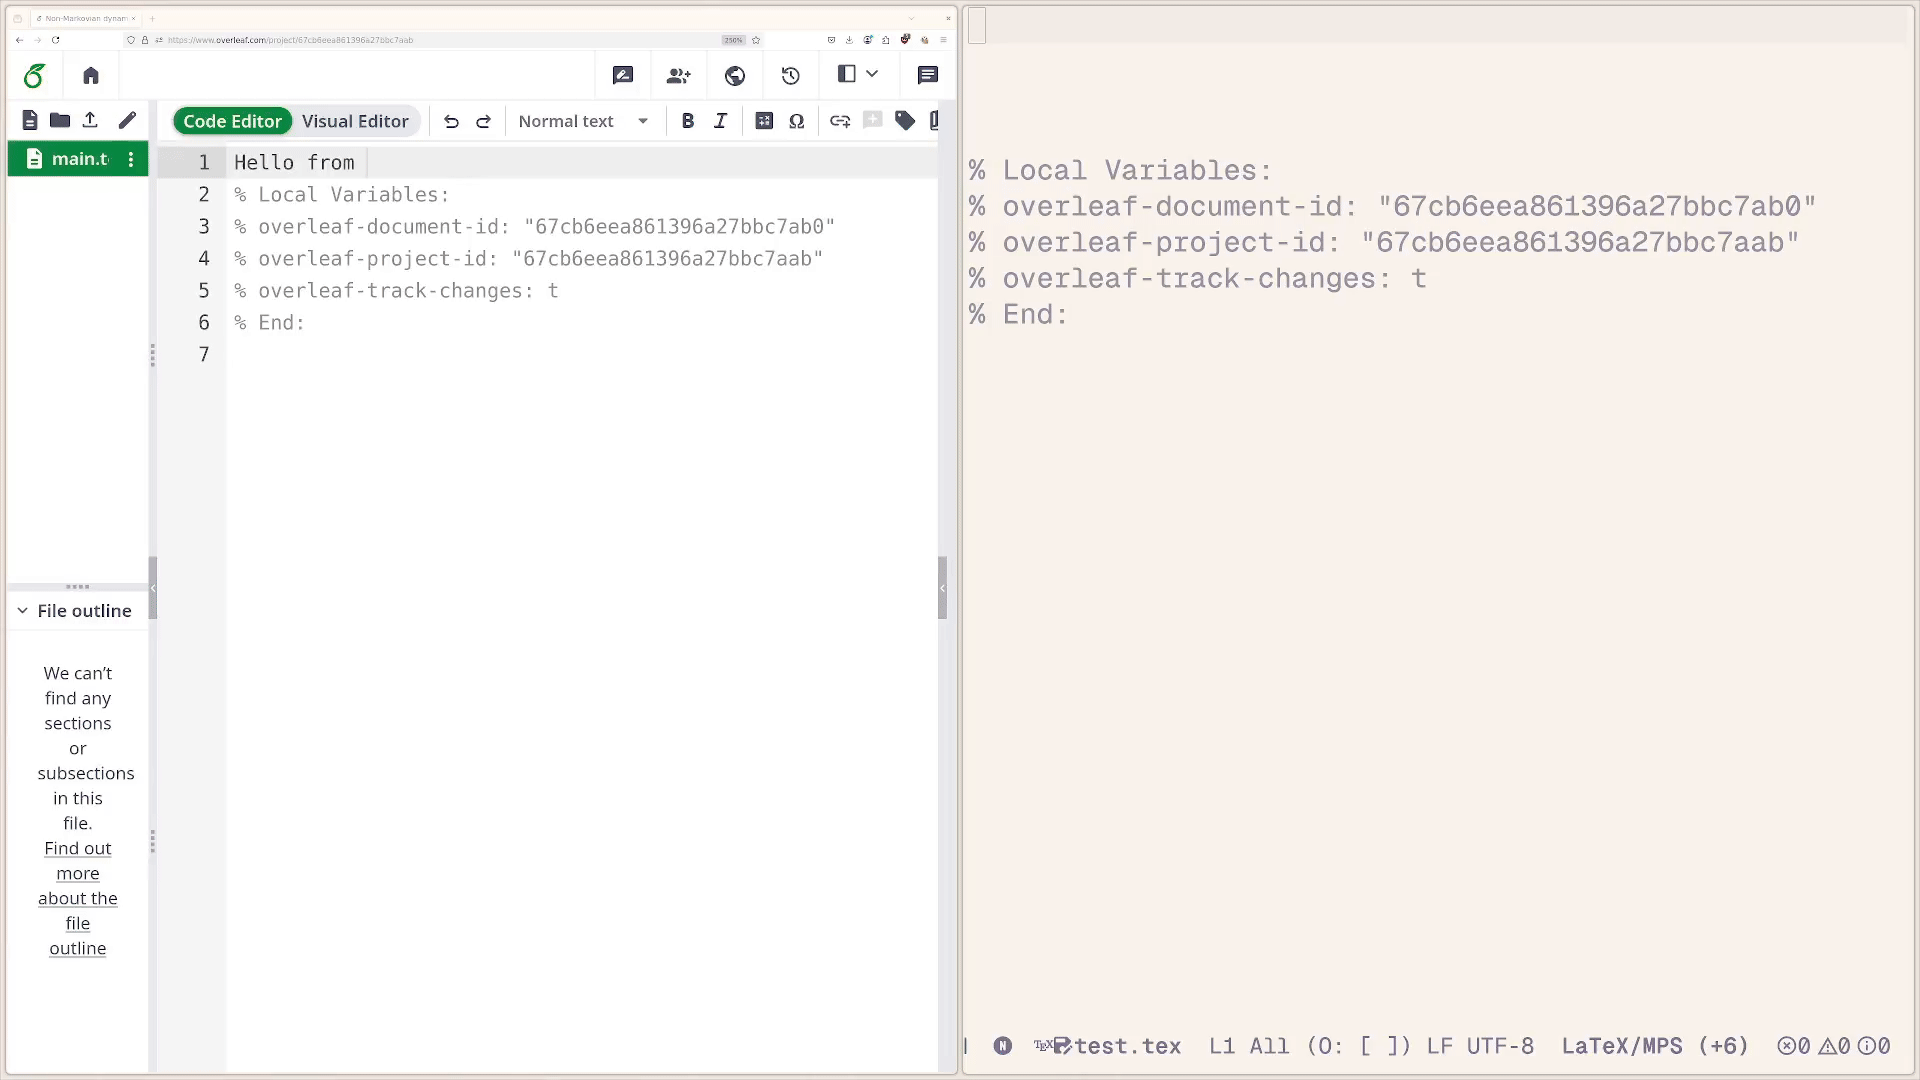 Non-Markovian dynam
https://www.overleaf.com/project/67cb6eea861396a27bbc7aab
250%
Code Editor
Visual Editor
Normal text
B
I
Ω
main.t
1 Hello from
2 % Local Variables:
3 % overleaf-document-id: "67cb6eea861396a27bbc7ab0"
4 % overleaf-project-id: "67cb6eea861396a27bbc7aab"
5 % overleaf-track-changes: t
6 % End:
7
File outline
We can't
find any
sections
or
subsections
in this
file.
Find out
more
about the
file
outline
% Local Variables:
% overleaf-document-id: "67cb6eea861396a27bbc7ab0"
% overleaf-project-id: "67cb6eea861396a27bbc7aab"
% overleaf-track-changes: t
% End:
N TEX test.tex L1 All (O: [ ]) LF UTF-8 LaTeX/MPS (+6) 0 0 0